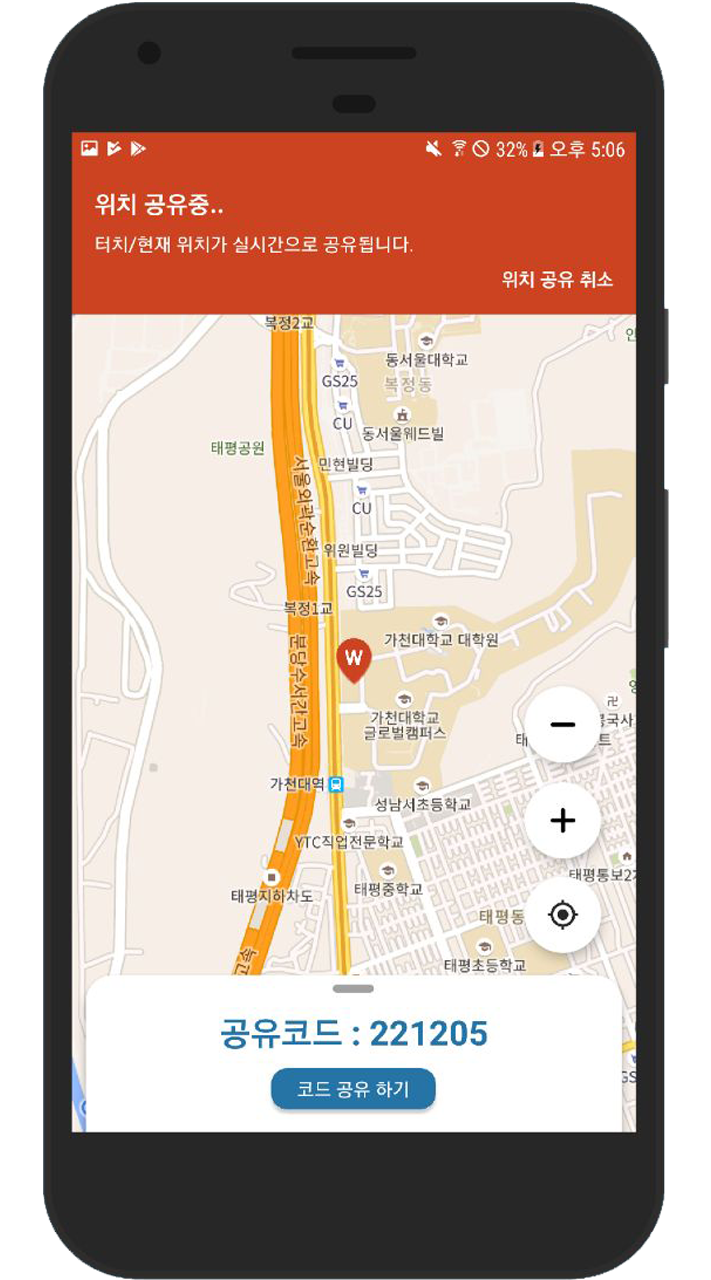 32% 오후 5:06
위치 공유중..
터치/현재 위치가 실시간으로 공유됩니다.
위치 공유 취소
복정2교
동서울대학교
GS25
복정동
CU
동서울웨드빌
태평공원
민현빌딩
서울외곽순환고속
CU
위원빌딩
GS25
복정1교
가천대학교 대학원
W
분당수서간고속
가천대학교
글로벌캠퍼스
가천대역
성남서초등학교
YTC직업전문학교
태평통보2
태평중학교
태평지하차도
태평동
태평초등학교
GS
공유코드 : 221205
코드 공유 하기